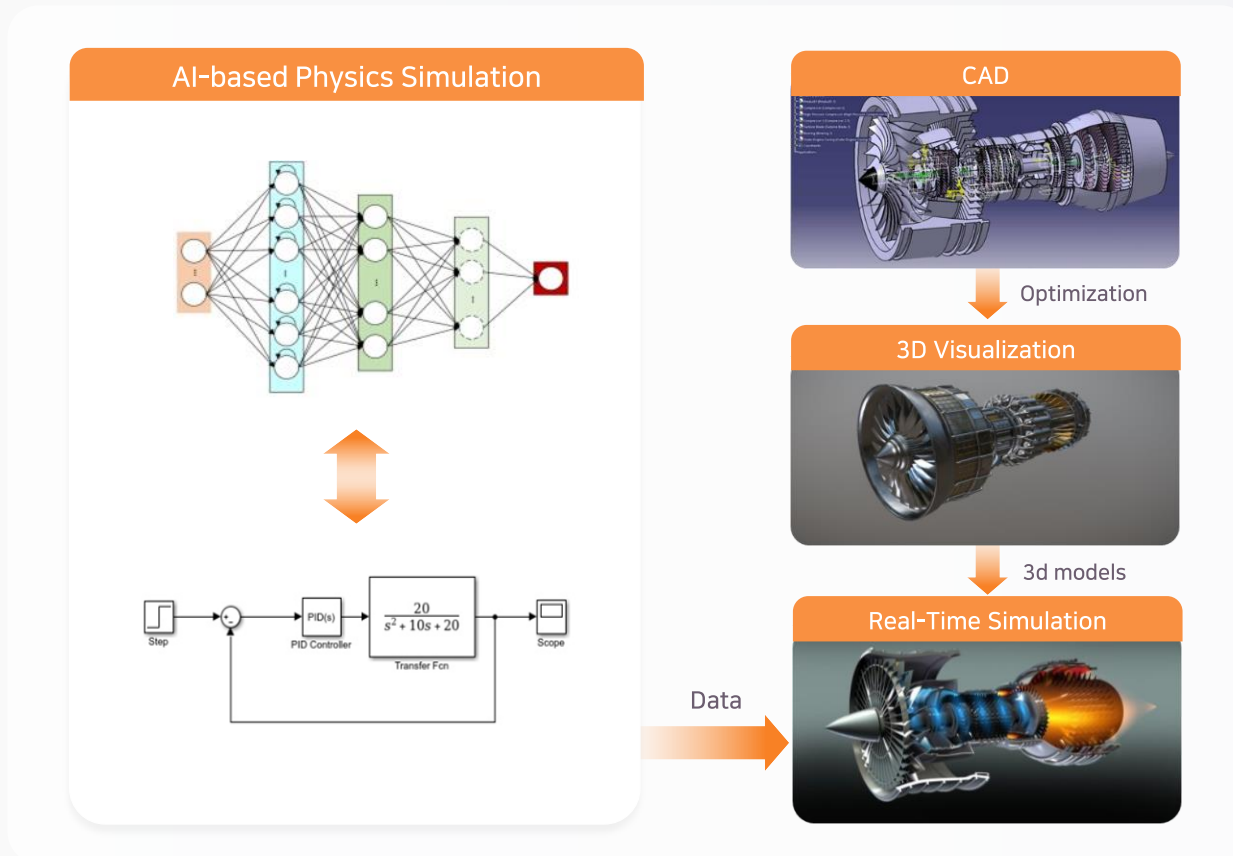 AI-based Physics Simulation
Step
PID(s)
PID Controller
20
s² + 10s + 20
Transfer Fcn
Scope
Data
CAD
Optimization
3D Visualization
3d models
Real-Time Simulation